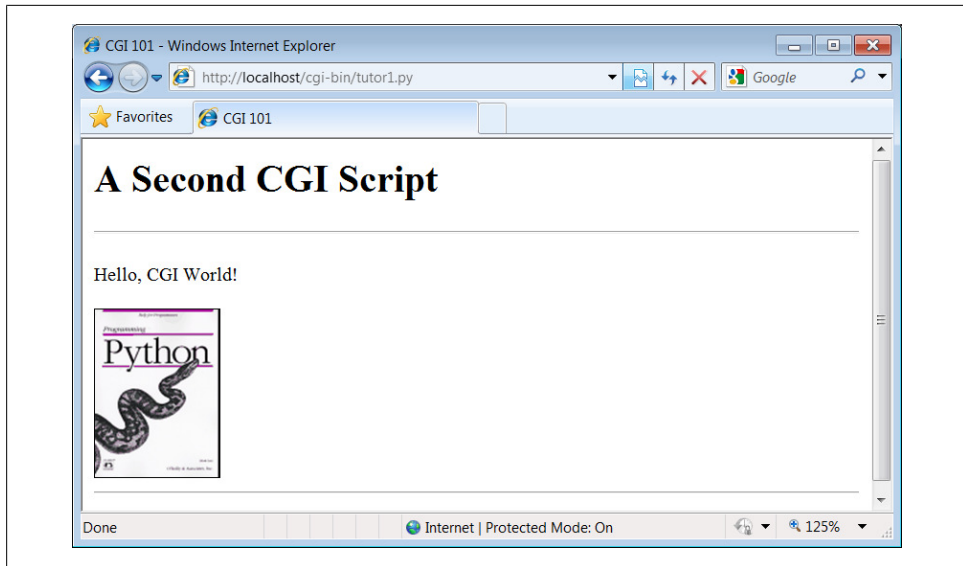 CGI 101 - Windows Internet Explorer
http://localhost/cgi-bin/tutor1.py
Google
Favorites
CGI 101
A Second CGI Script
Hello, CGI World!
Programming
Python
O'Reilly & Associates, Inc.
Done
Internet | Protected Mode: On
125%